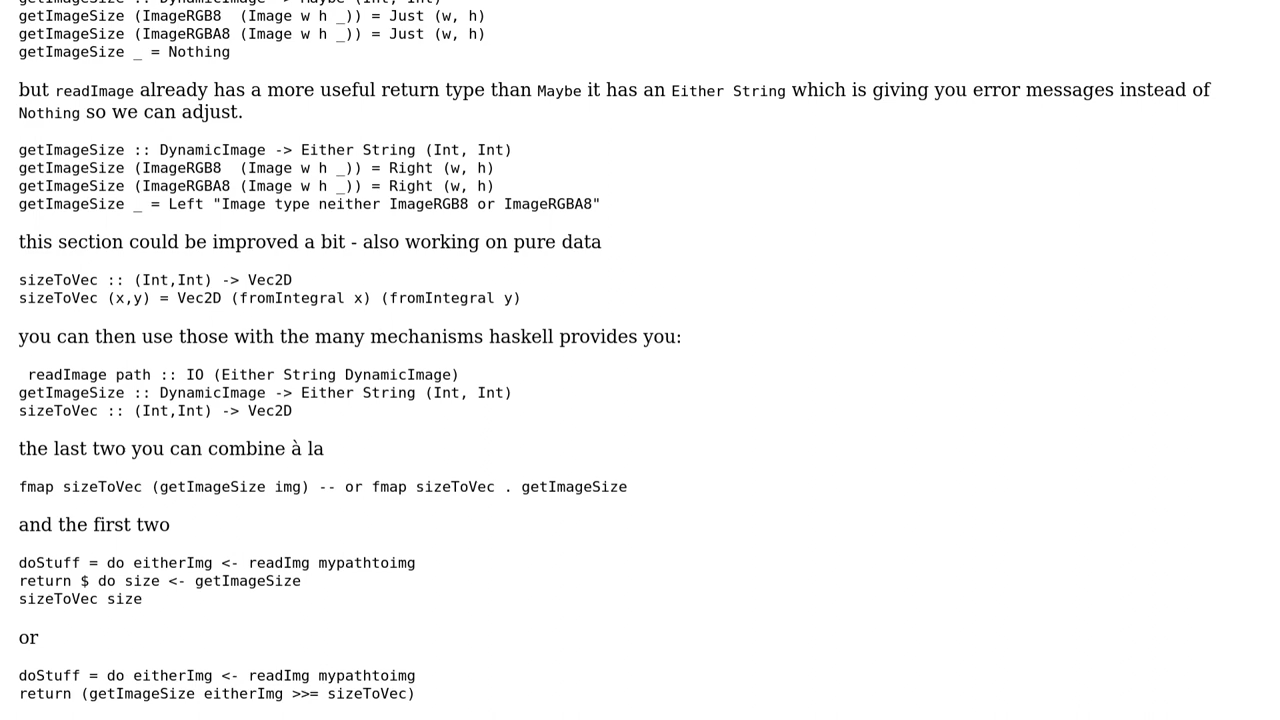 getImageSize :: DynamicImage -> Maybe (Int, Int)
getImageSize (ImageRGB8  (Image w h _)) = Just (w, h)
getImageSize (ImageRGBA8 (Image w h _)) = Just (w, h)
getImageSize _ = Nothing
but readImage already has a more useful return type than Maybe it has an Either String which is giving you error messages instead of
Nothing so we can adjust.
getImageSize :: DynamicImage -> Either String (Int, Int)
getImageSize (ImageRGB8  (Image w h _)) = Right (w, h)
getImageSize (ImageRGBA8 (Image w h _)) = Right (w, h)
getImageSize _ = Left "Image type neither ImageRGB8 or ImageRGBA8"
this section could be improved a bit - also working on pure data
sizeToVec :: (Int,Int) -> Vec2D
sizeToVec (x,y) = Vec2D (fromIntegral x) (fromIntegral y)
you can then use those with the many mechanisms haskell provides you:
readImage path :: IO (Either String DynamicImage)
getImageSize :: DynamicImage -> Either String (Int, Int)
sizeToVec :: (Int,Int) -> Vec2D
the last two you can combine à la
fmap sizeToVec (getImageSize img) -- or fmap sizeToVec . getImageSize
and the first two
doStuff = do eitherImg <- readImg mypathtoimg
return $ do size <- getImageSize
sizeToVec size
or
doStuff = do eitherImg <- readImg mypathtoimg
return (getImageSize eitherImg >>= sizeToVec)